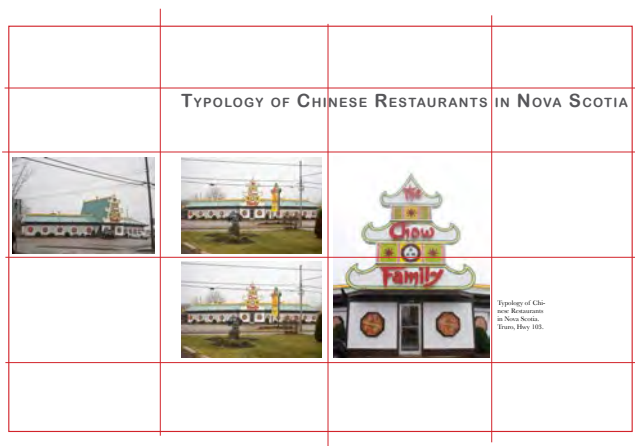 Typology of Chinese Restaurants in Nova Scotia
The
Chow
Family
Typology of Chi-
nese Restaurants
in Nova Scotia.
Truro, Hwy 103.